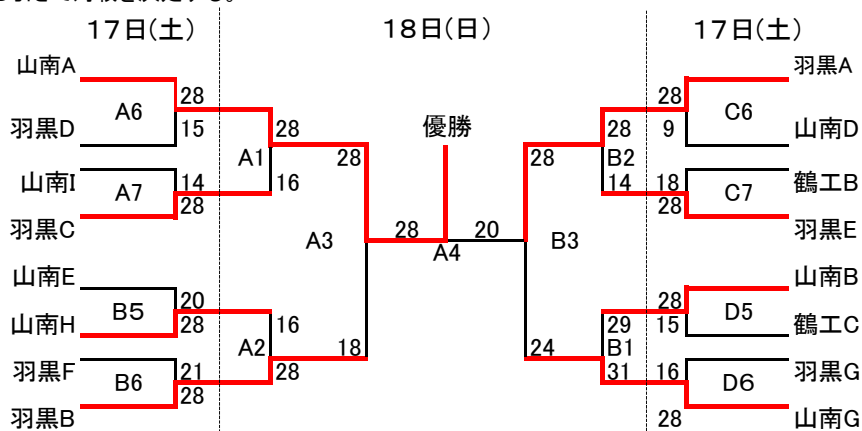 17日(土) 18日(日) 17日(土)
山南A 28 28 羽黒A
A6 28 28 優勝 28 C6
羽黒D 15 A1 28 28 B2 9 山南D
山南I 14 16 14 18 鶴工B
A7 28 28 C7
羽黒C A3 28 20 B3 羽黒E
A4
山南E 山南B
20 28
B5 16 29 D5
山南H 28 15 鶴工C
A2 18 24 B1
羽黒F 21 28 31 16 羽黒G
B6 28 D6
羽黒B 28 山南G